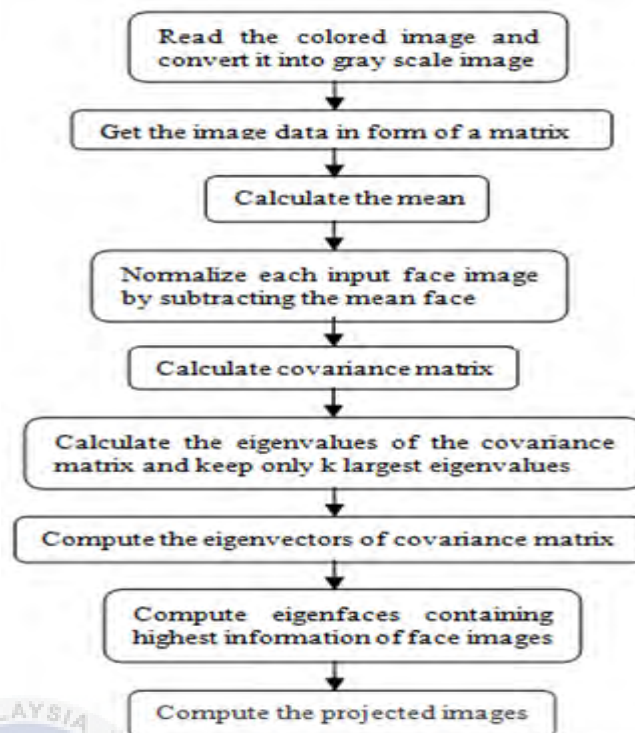 Read the colored image and
convert it into gray scale image
Get the image data in form of a matrix
Calculate the mean
Normalize each input face image
by subtracting the mean face
Calculate covariance matrix
Calculate the eigenvalues of the covariance
matrix and keep only k largest eigenvalues
Compute the eigenvectors of covariance matrix
Compute eigenfaces containing
highest information of face images
Compute the projected images
LAYSIA